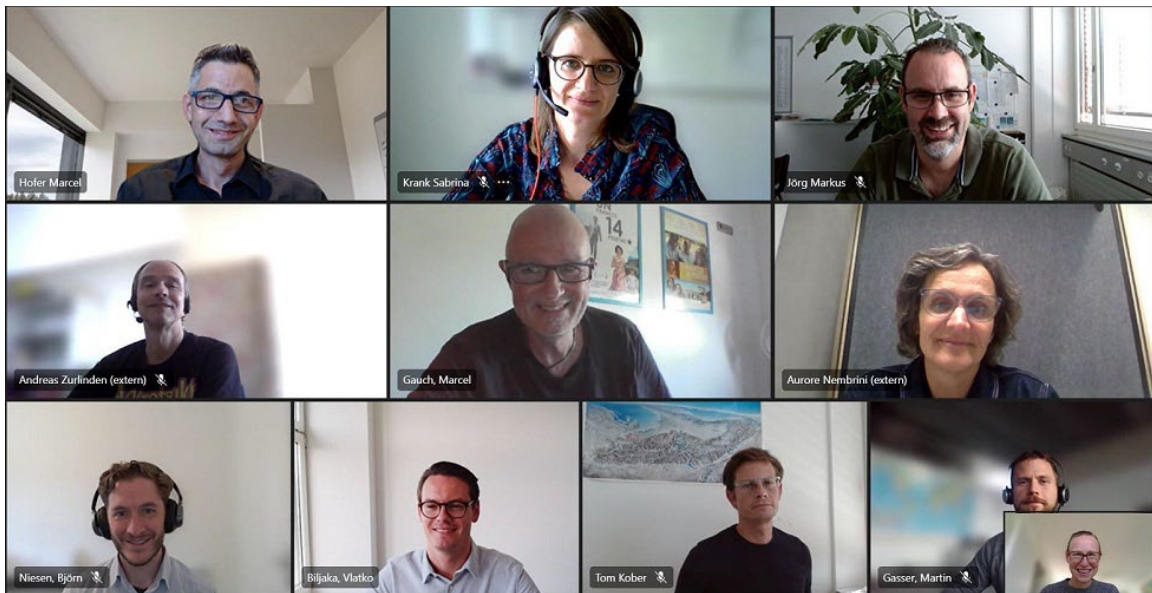 Hofer Marcel
Krank Sabrina
Jörg Markus
14
Andreas Zurlinden (extern)
Gauch, Marcel
Aurore Nembrini (extern)
Niesen, Björn
Biljaka, Vlatko
Tom Kober
Gasser, Martin